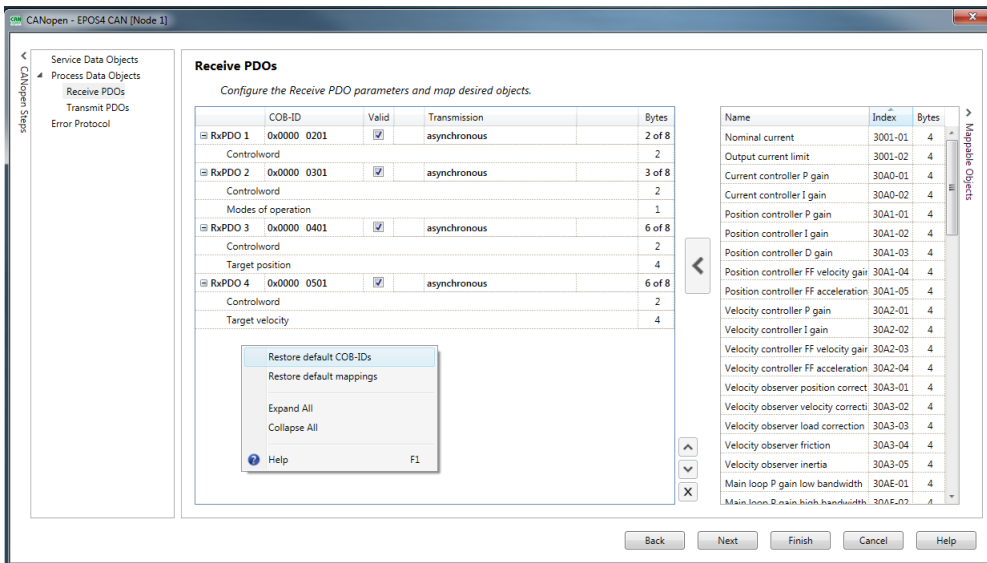 CANopen - EPOS4 CAN [Node 1]
CANopen Steps
Service Data Objects
Process Data Objects
Receive PDOs
Transmit PDOs
Error Protocol
Receive PDOs
Configure the Receive PDO parameters and map desired objects.
COB-ID Valid Transmission Bytes
RxPDO 1 0x0000 0201 asynchronous 2 of 8
Controlword 2
RxPDO 2 0x0000 0301 asynchronous 3 of 8
Controlword 2
Modes of operation 1
RxPDO 3 0x0000 0401 asynchronous 6 of 8
Controlword 2
Target position 4
RxPDO 4 0x0000 0501 asynchronous 6 of 8
Controlword 2
Target velocity 4
Restore default COB-IDs
Restore default mappings
Expand All
Collapse All
Help F1
Name Index Bytes
Nominal current 3001-01 4
Output current limit 3001-02 4
Current controller P gain 30A0-01 4
Current controller I gain 30A0-02 4
Position controller P gain 30A1-01 4
Position controller I gain 30A1-02 4
Position controller D gain 30A1-03 4
Position controller FF velocity gair 30A1-04 4
Position controller FF acceleration 30A1-05 4
Velocity controller P gain 30A2-01 4
Velocity controller I gain 30A2-02 4
Velocity controller FF velocity gair 30A2-03 4
Velocity controller FF acceleration 30A2-04 4
Velocity observer position correct 30A3-01 4
Velocity observer velocity correcti 30A3-02 4
Velocity observer load correction 30A3-03 4
Velocity observer friction 30A3-04 4
Velocity observer inertia 30A3-05 4
Main loop P gain low bandwidth 30AE-01 4
Main loop P gain high bandwidth 30AE-02 4
Mappable Objects
Back Next Finish Cancel Help